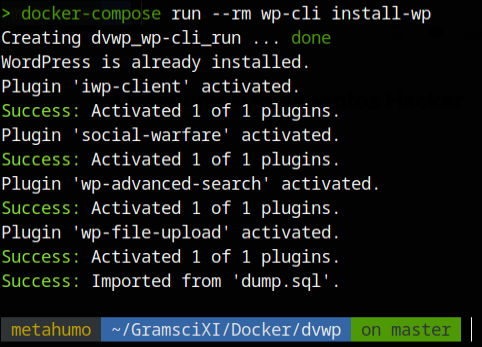 > docker-compose run --rm wp-cli install-wp
Creating dvwp_wp-cli_run ... done
WordPress is already installed.
Plugin 'iwp-client' activated.
Success: Activated 1 of 1 plugins.
Plugin 'social-warfare' activated.
Success: Activated 1 of 1 plugins.
Plugin 'wp-advanced-search' activated.
Success: Activated 1 of 1 plugins.
Plugin 'wp-file-upload' activated.
Success: Activated 1 of 1 plugins.
Success: Imported from 'dump.sql'.
metahumo ~/GramsciXI/Docker/dvwp on master